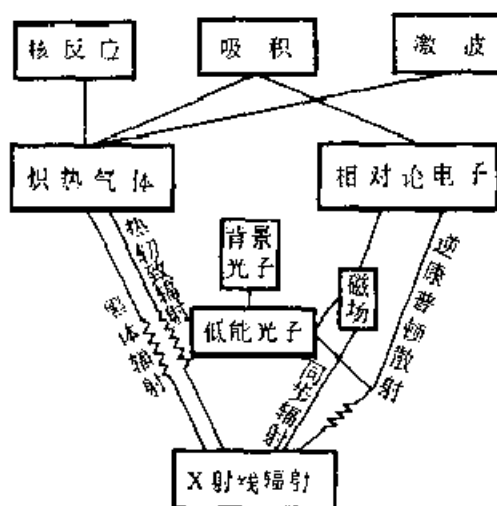 核反应
吸积
激波
炽热气体
相对论电子
背景
光子
热轫致辐射
黑体辐射
低能光子
磁场
逆康普顿散射
同步辐射
X射线辐射